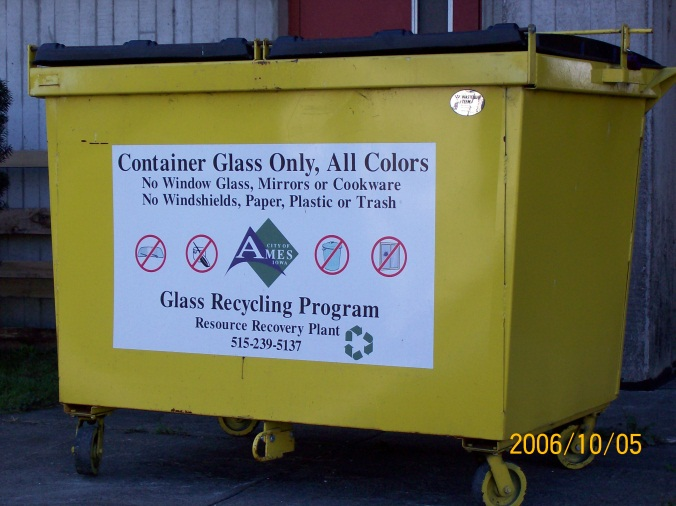 Container Glass Only, All Colors
No Window Glass, Mirrors or Cookware
No Windshields, Paper, Plastic or Trash
CITY OF
AMES
IOWA
Glass Recycling Program
Resource Recovery Plant
515-239-5137
2006/10/05